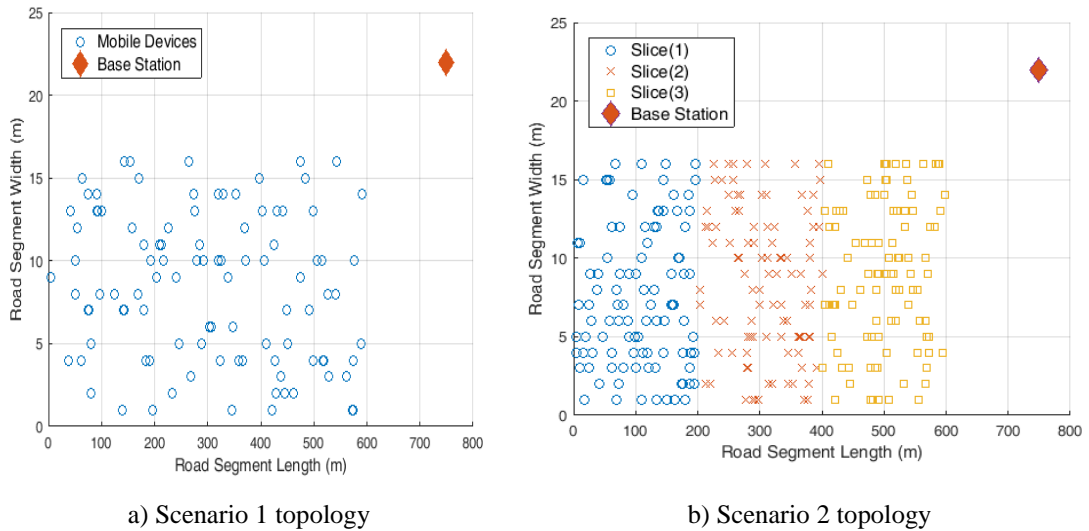 25
20
15
10
5
0
Road Segment Width (m)
Mobile Devices
Base Station
0 100 200 300 400 500 600 700 800
Road Segment Length (m)
a) Scenario 1 topology
25
20
15
10
5
0
Road Segment Width (m)
Slice(1)
Slice(2)
Slice(3)
Base Station
0 100 200 300 400 500 600 700 800
Road Segment Length (m)
b) Scenario 2 topology